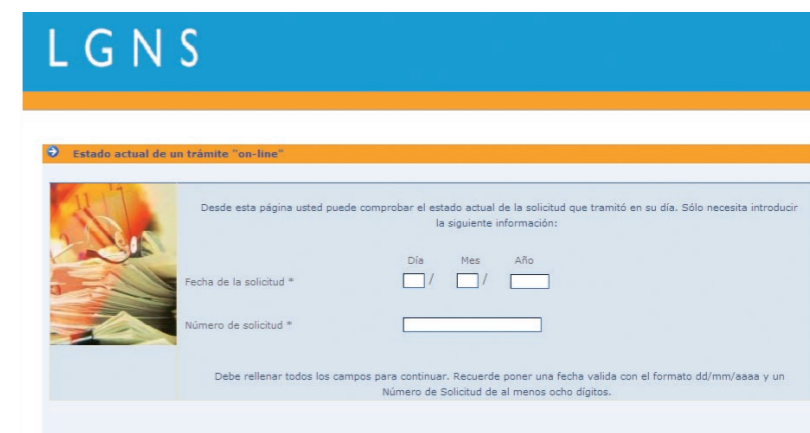 LGNS
Estado actual de un trámite "on-line"
Desde esta página usted puede comprobar el estado actual de la solicitud que tramitó en su día. Sólo necesita introducir
la siguiente información:
Día Mes Año
Fecha de la solicitud * / /
Número de solicitud *
Debe rellenar todos los campos para continuar. Recuerde poner una fecha valida con el formato dd/mm/aaaa y un
Número de Solicitud de al menos ocho dígitos.